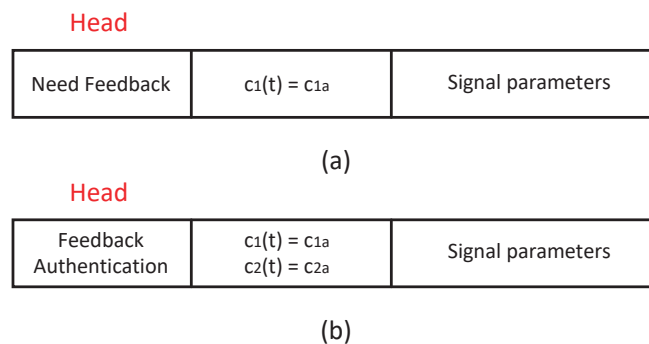 Head
Need Feedback
c1(t) = c1a
Signal parameters
(a)
Head
Feedback
Authentication
c1(t) = c1a
c2(t) = c2a
Signal parameters
(b)